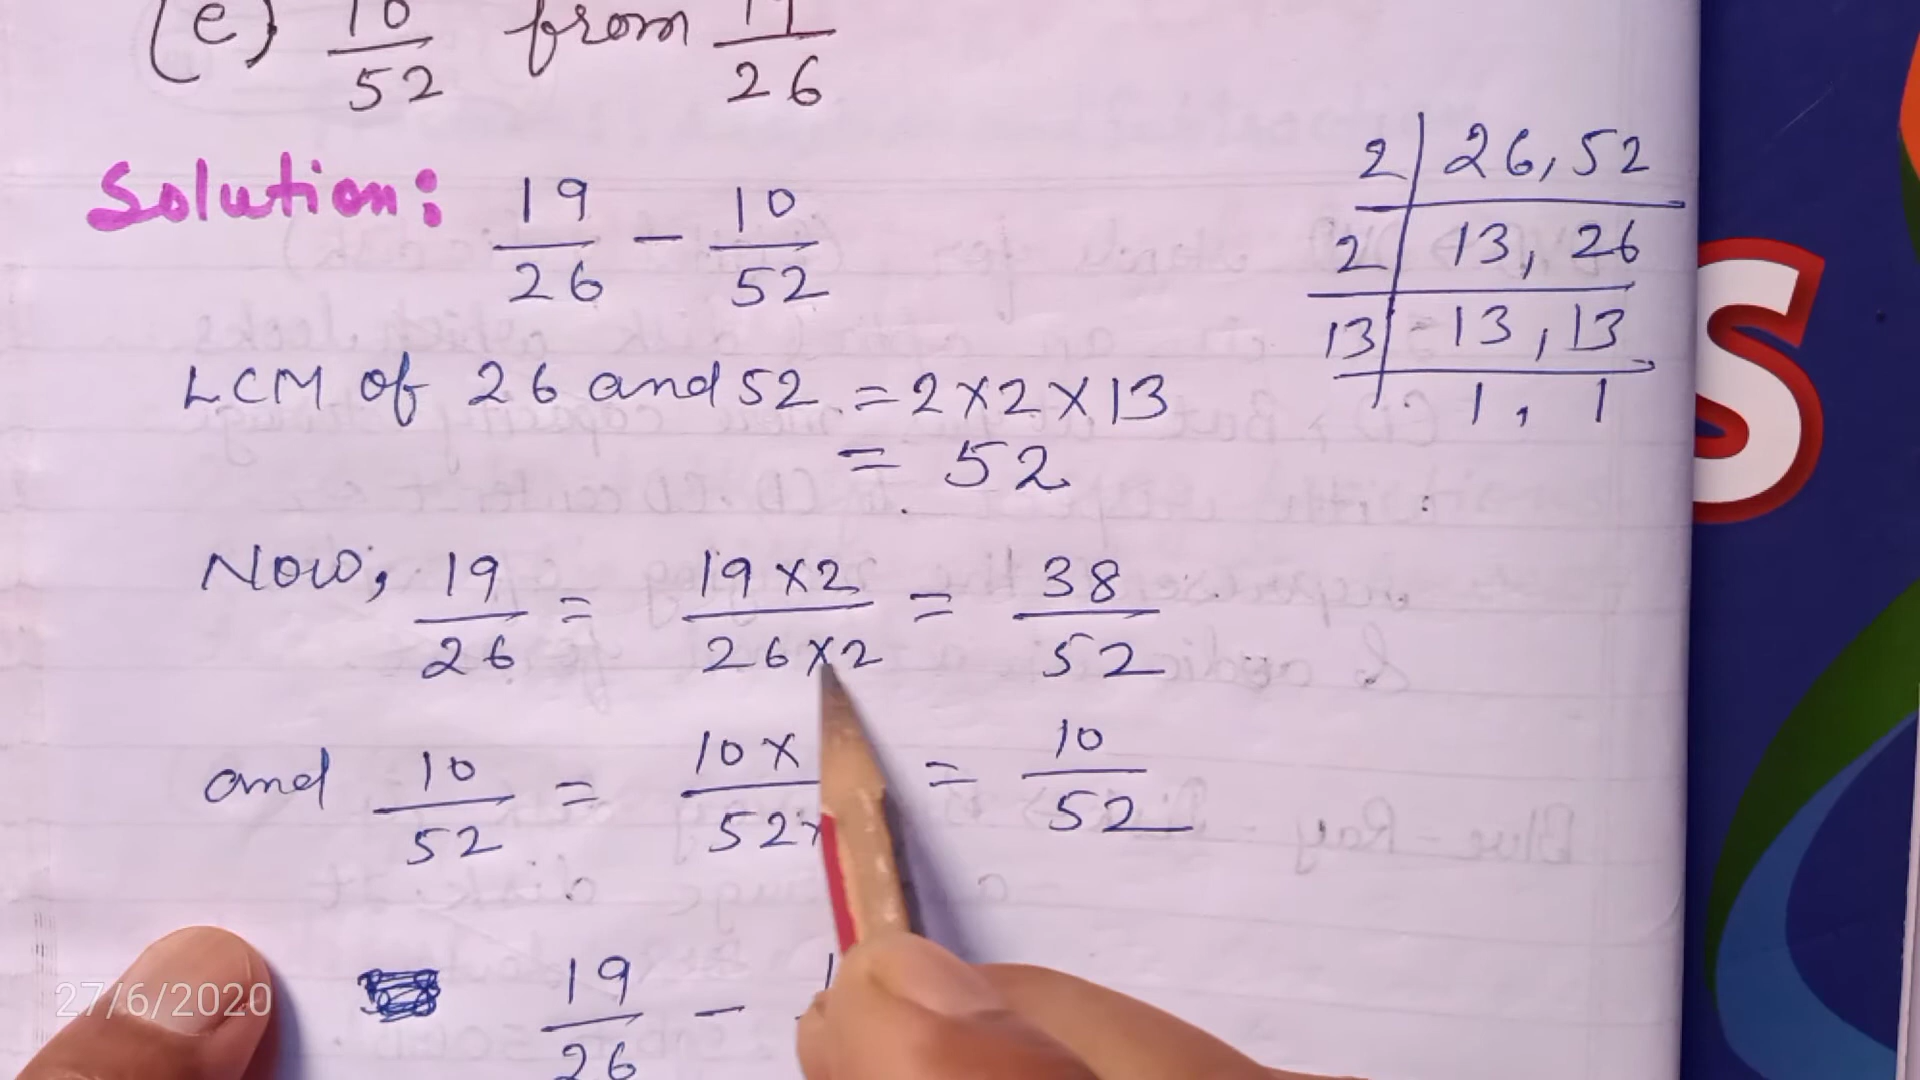 (e) 10/52 from 19/26
Solution: 19/26 - 10/52
2 | 26, 52
2 | 13, 26
13 | 13, 13
1, 1
LCM of 26 and 52 = 2×2×13
= 52
Now, 19/26 = 19×2/26×2 = 38/52
and 10/52 = 10×/52× = 10/52
19/26 -
27/6/2020
S